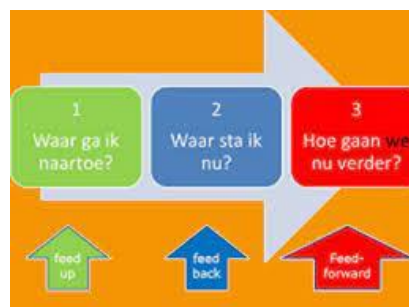 1
Waar ga ik
naartoe?
2
Waar sta ik
nu?
3
Hoe gaan we
nu verder?
feed
up
feed
back
Feed-
forward